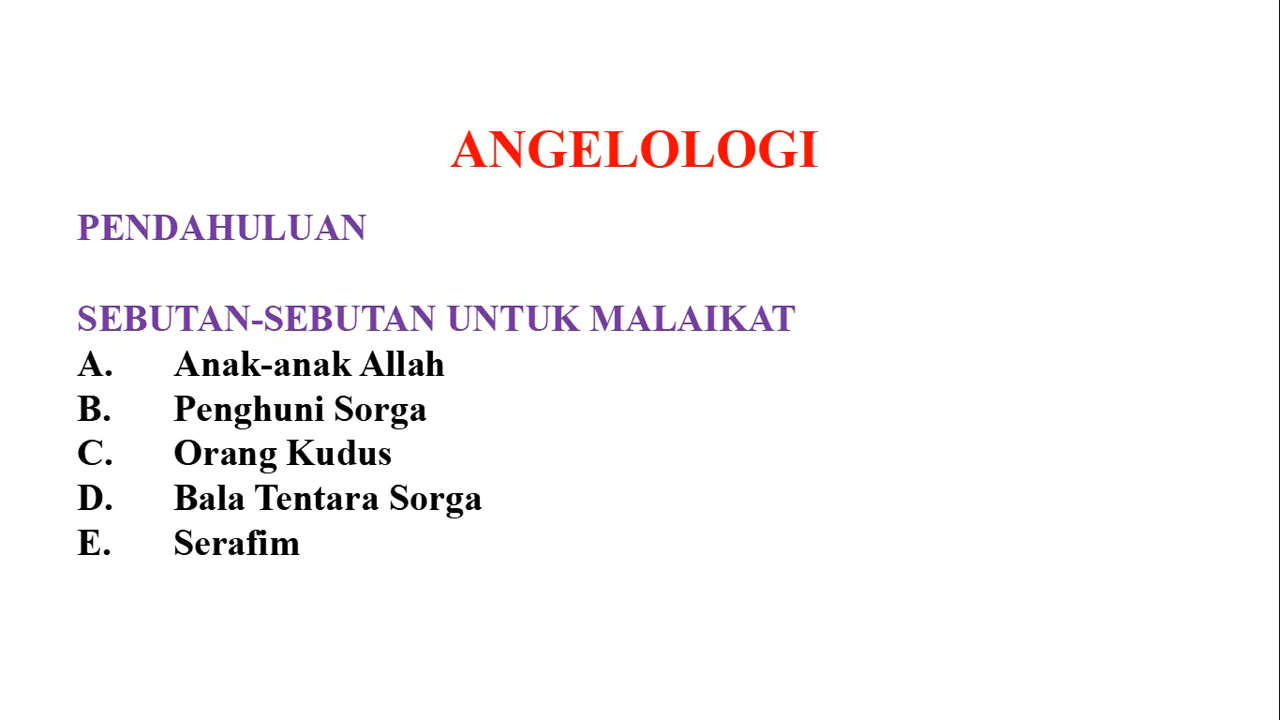 ANGELOLOGI
PENDAHULUAN
SEBUTAN-SEBUTAN UNTUK MALAIKAT
A. Anak-anak Allah
B. Penghuni Sorga
C. Orang Kudus
D. Bala Tentara Sorga
E. Serafim